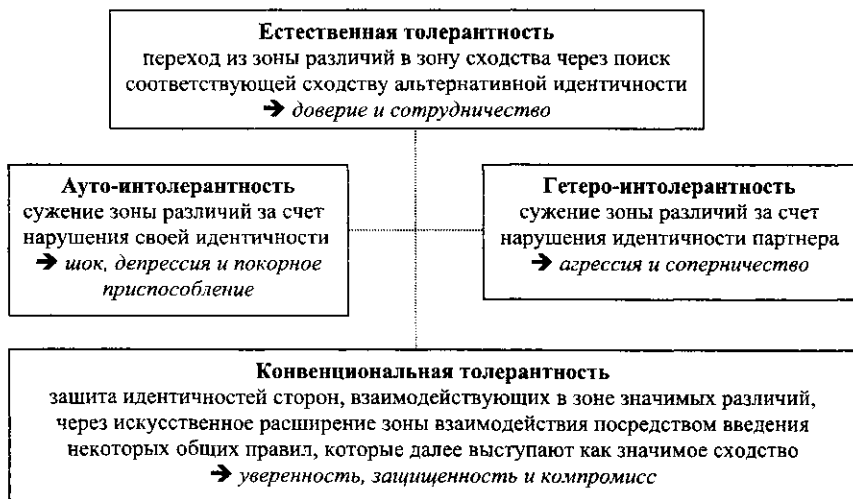 Естественная толерантность
переход из зоны различий в зону сходства через поиск
соответствующей сходству альтернативной идентичности
➔ доверие и сотрудничество
Ауто-интолерантность
сужение зоны различий за счет
нарушения своей идентичности
➔ шок, депрессия и покорное
приспособление
Гетеро-интолерантность
сужение зоны различий за счет
нарушения идентичности партнера
➔ агрессия и соперничество
Конвенциональная толерантность
зашита идентичностей сторон, взаимодействующих в зоне значимых различий,
через искусственное расширение зоны взаимодействия посредством введения
некоторых общих правил, которые далее выступают как значимое сходство
➔ уверенность, защищенность и компромисс